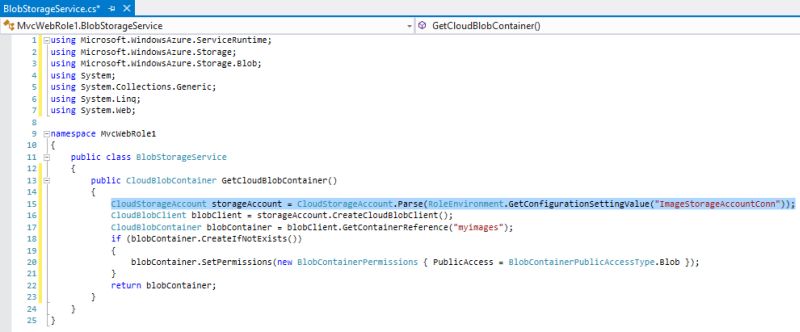 BlobStorageService.cs*
MvcWebRole1.BlobStorageService GetCloudBlobContainer()
1 using Microsoft.WindowsAzure.ServiceRuntime;
2 using Microsoft.WindowsAzure.Storage;
3 using Microsoft.WindowsAzure.Storage.Blob;
4 using System;
5 using System.Collections.Generic;
6 using System.Linq;
7 using System.Web;
8
9 namespace MvcWebRole1
10 {
11 public class BlobStorageService
12 {
13 public CloudBlobContainer GetCloudBlobContainer()
14 {
15 CloudStorageAccount storageAccount = CloudStorageAccount.Parse(RoleEnvironment.GetConfigurationSettingValue("ImageStorageAccountConn"));
16 CloudBlobClient blobClient = storageAccount.CreateCloudBlobClient();
17 CloudBlobContainer blobContainer = blobClient.GetContainerReference("myimages");
18 if (blobContainer.CreateIfNotExists())
19 {
20 blobContainer.SetPermissions(new BlobContainerPermissions { PublicAccess = BlobContainerPublicAccessType.Blob });
21 }
22 return blobContainer;
23 }
24 }
25 }